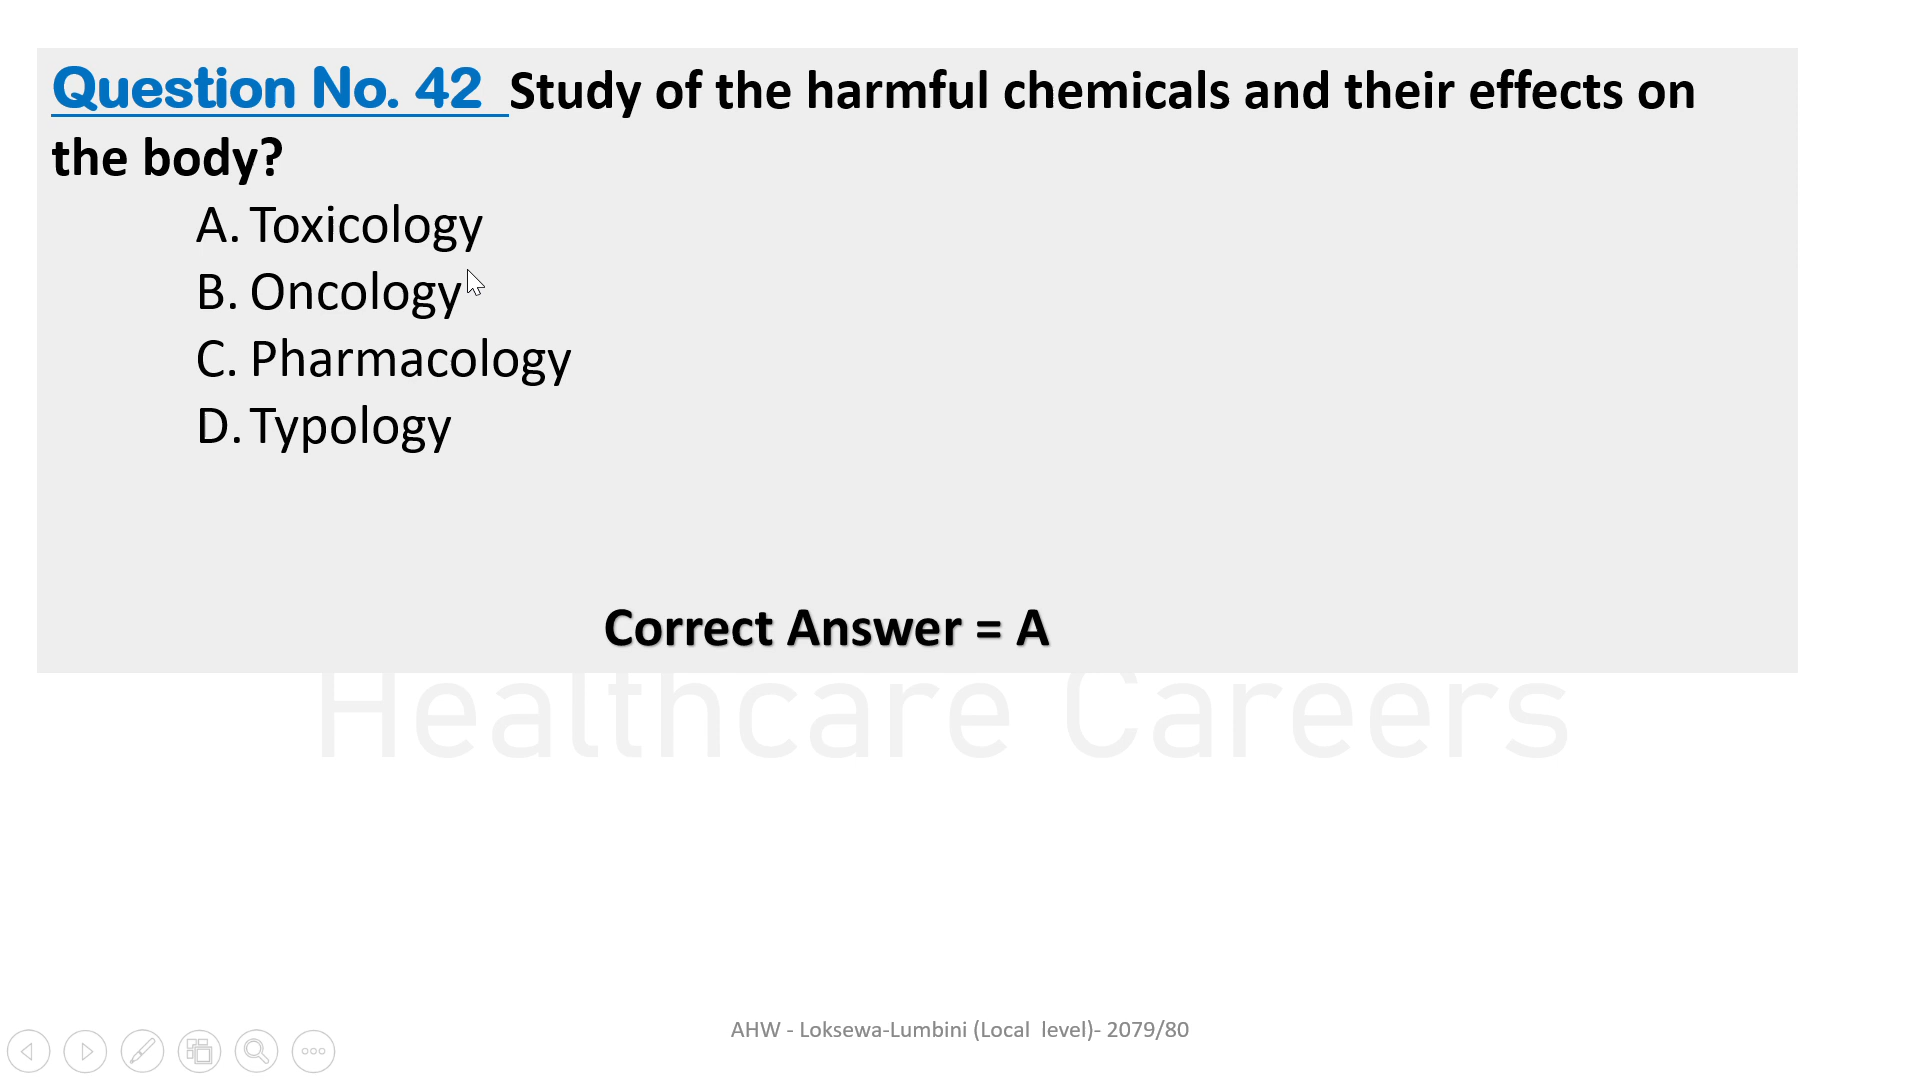 Question No. 42 Study of the harmful chemicals and their effects on
the body?
A. Toxicology
B. Oncology
C. Pharmacology
D. Typology
Correct Answer = A
Healthcare Careers
AHW - Loksewa-Lumbini (Local level)- 2079/80